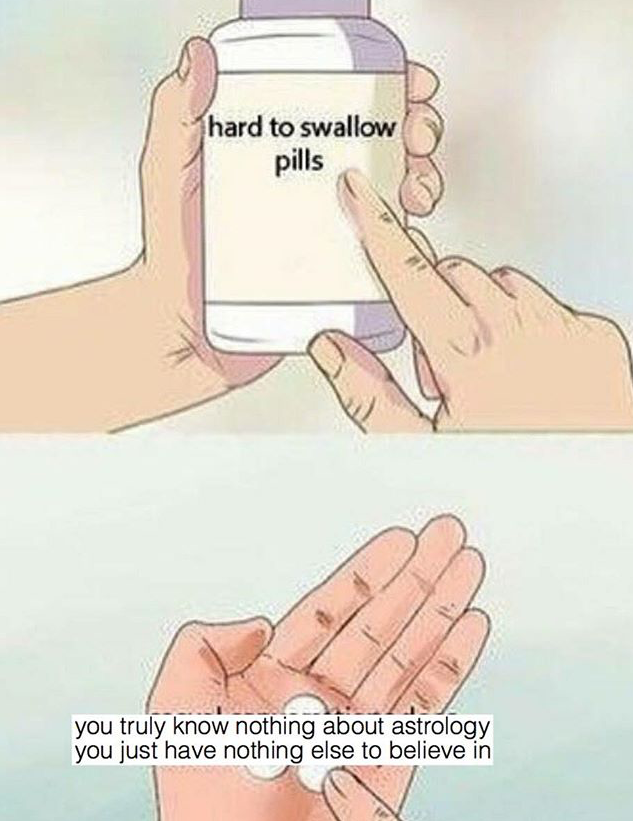 hard to swallow
pills
you truly know nothing about astrology
you just have nothing else to believe in